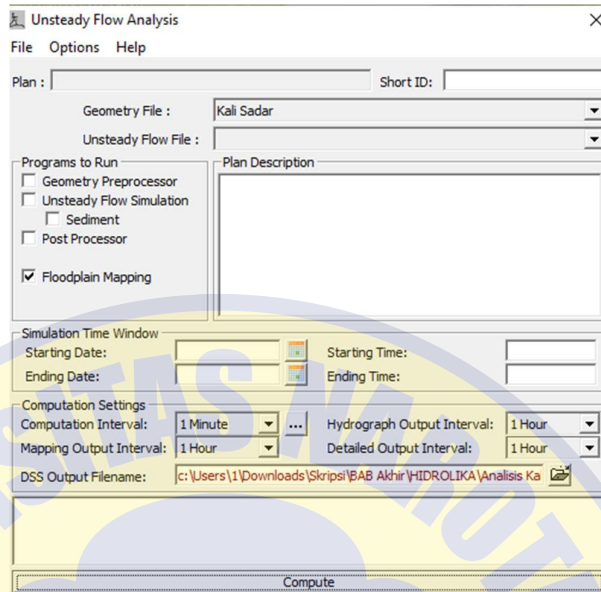 Unsteady Flow Analysis
File Options Help
Plan : Short ID:
Geometry File : Kali Sadar
Unsteady Flow File :
Programs to Run
Geometry Preprocessor
Unsteady Flow Simulation
Sediment
Post Processor
Floodplain Mapping
Plan Description
Simulation Time Window
Starting Date: Starting Time:
Ending Date: Ending Time:
Computation Settings
Computation Interval: 1 Minute ... Hydrograph Output Interval: 1 Hour
Mapping Output Interval: 1 Hour Detailed Output Interval: 1 Hour
DSS Output Filename: c:\Users\1\Downloads\Skripsi\BAB Akhir\HIDROLIKA\Analisis Ka
Compute